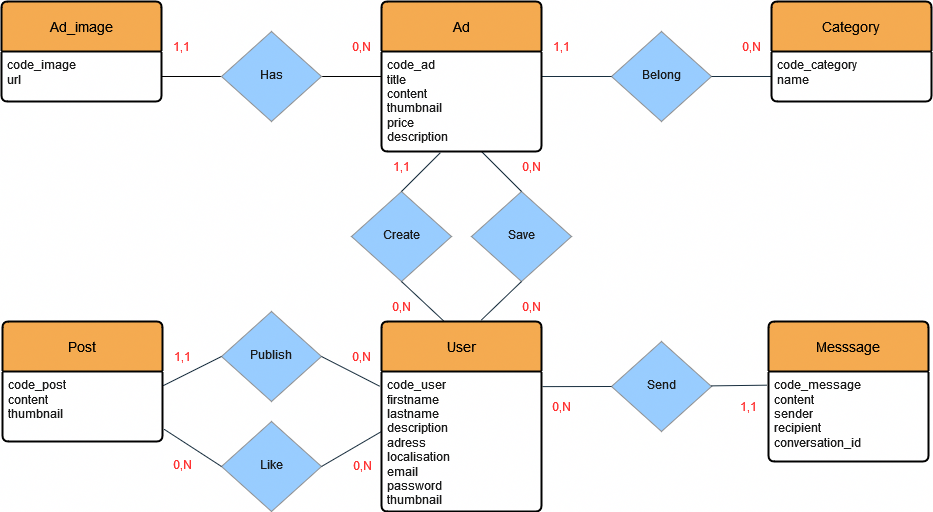 Ad_image
code_image
url
1,1
Has
0,N
Ad
code_ad
title
content
thumbnail
price
description
1,1
Belong
0,N
Category
code_category
name
1,1
0,N
Create
Save
0,N
0,N
Post
code_post
content
thumbnail
1,1
Publish
0,N
0,N
Like
0,N
User
code_user
firstname
lastname
description
adress
localisation
email
password
thumbnail
0,N
Send
1,1
Messsage
code_message
content
sender
recipient
conversation_id